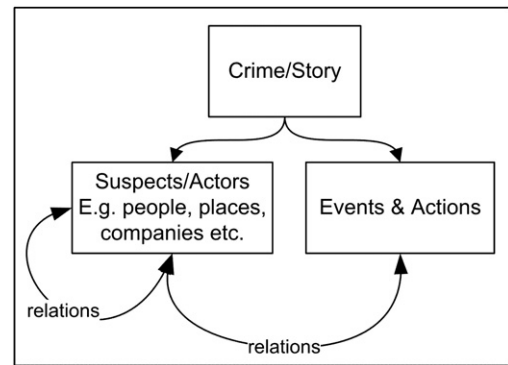 Crime/Story
Suspects/Actors
E.g. people, places,
companies etc.
Events & Actions
relations
relations